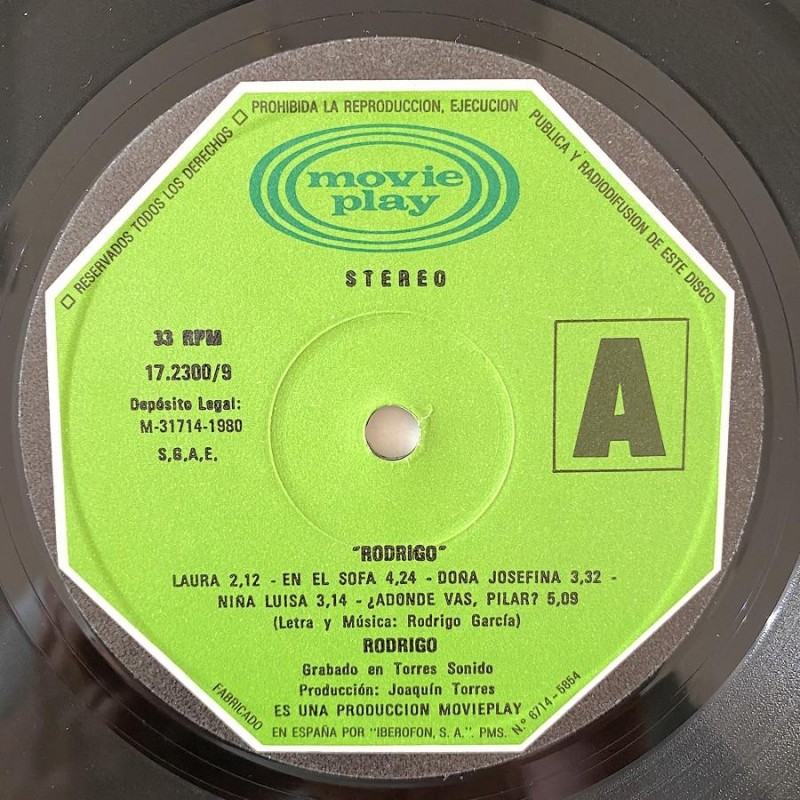 □ RESERVADOS TODOS LOS DERECHOS □ PROHIBIDA LA REPRODUCCION, EJECUCION PUBLICA Y RADIODIFUSION DE ESTE DISCO
movie
play
STEREO
33 RPM
17.2300/9
Depósito Legal:
M-31714-1980
S.G.A.E.
A
"RODRIGO"
LAURA 2,12 - EN EL SOFA 4,24 - DOÑA JOSEFINA 3,32 -
NIÑA LUISA 3,14 - ¿ADONDE VAS, PILAR? 5,09
(Letra y Música: Rodrigo García)
RODRIGO
Grabado en Torres Sonido
Producción: Joaquín Torres
ES UNA PRODUCCION MOVIEPLAY
FABRICADO EN ESPAÑA POR "IBEROFON, S. A.". PMS. N.º 6714 - 5854